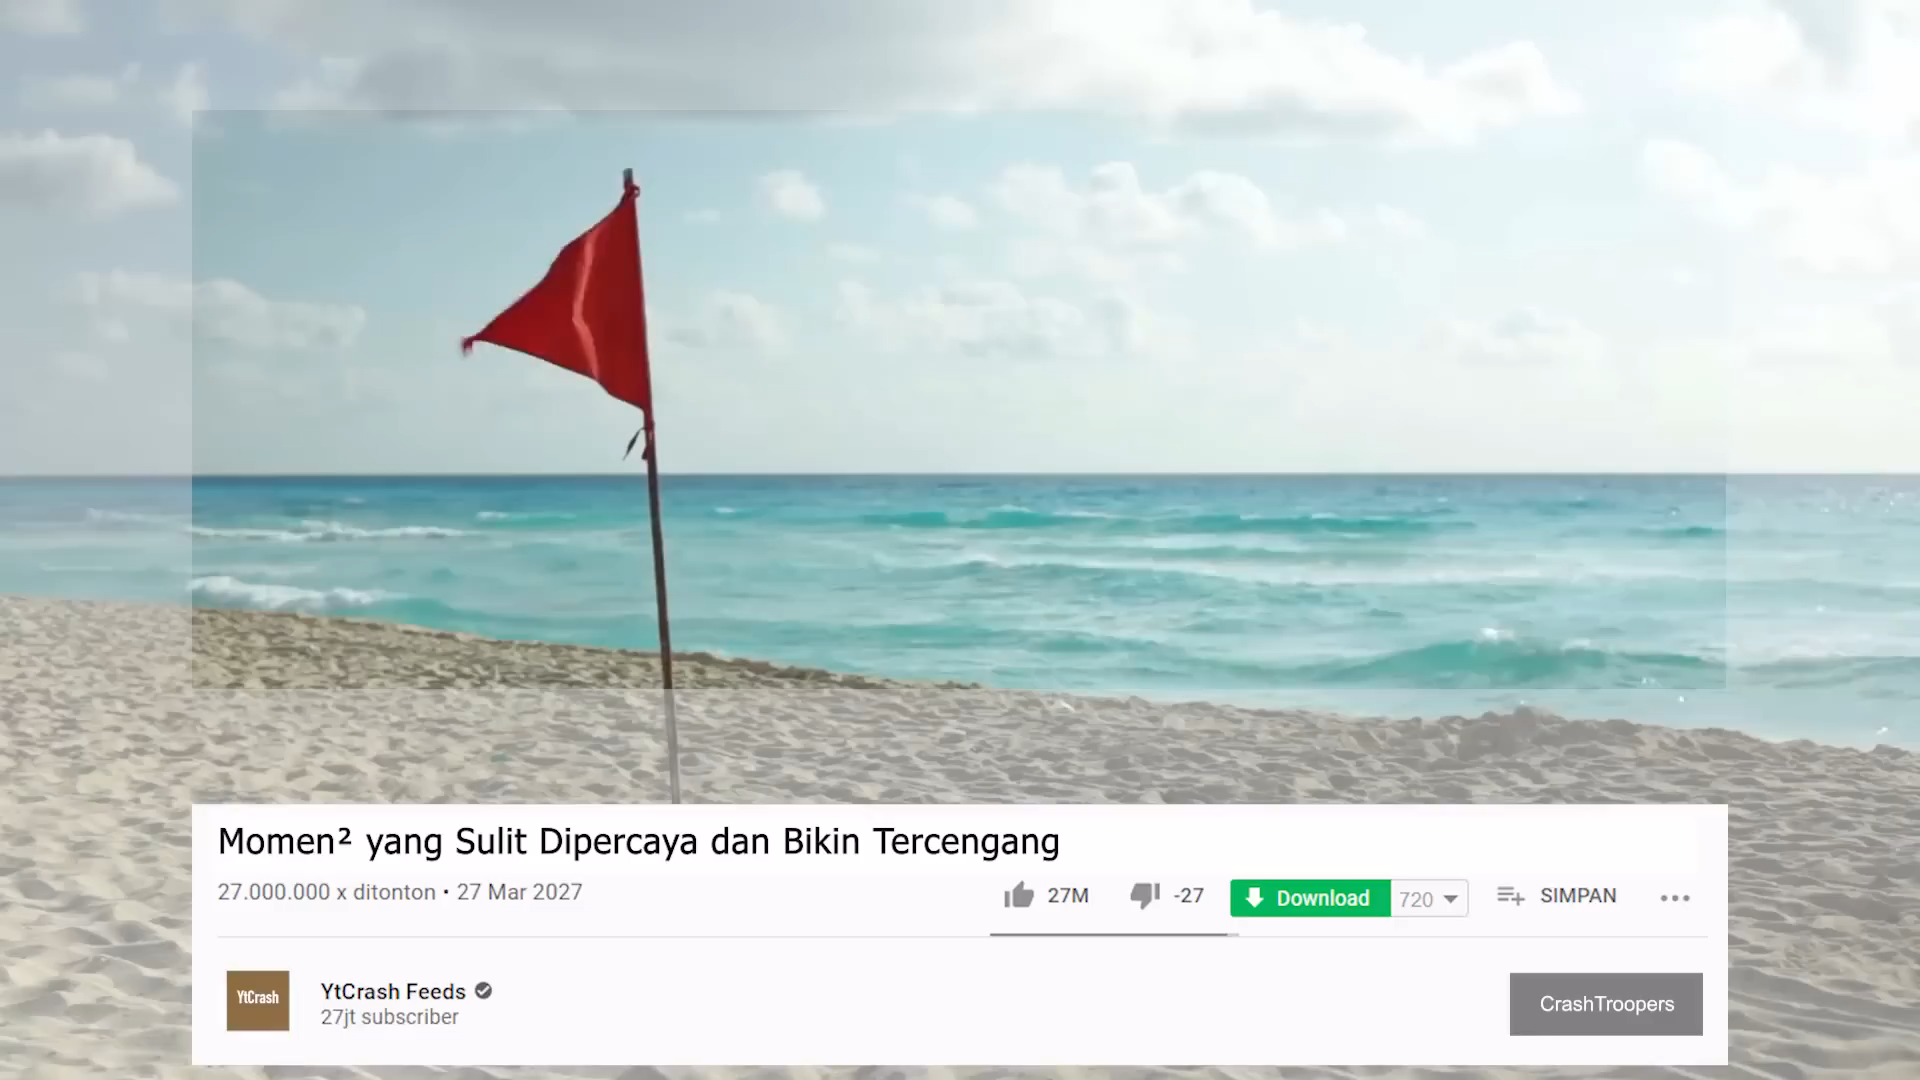 Momen² yang Sulit Dipercaya dan Bikin Tercengang
27.000.000 x ditonton • 27 Mar 2027
27M -27 Download 720 SIMPAN
YtCrash
YtCrash Feeds
27jt subscriber
CrashTroopers